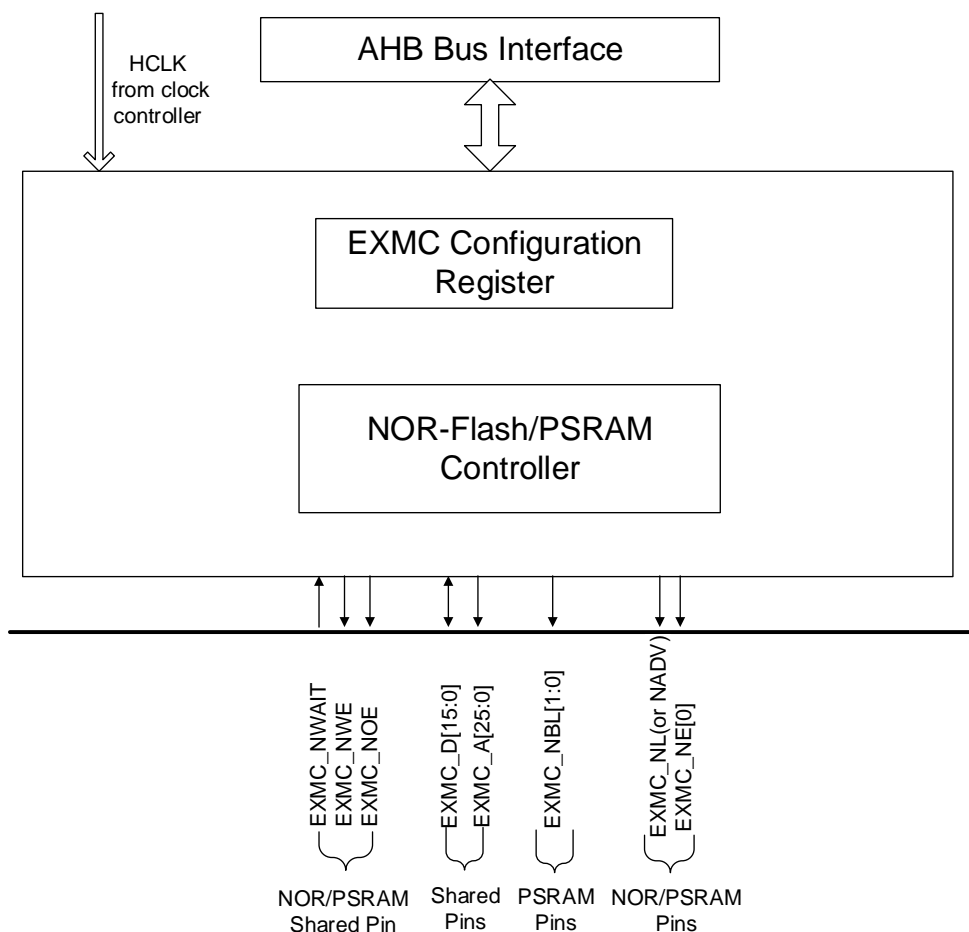 AHB Bus Interface
HCLK
from clock
controller
EXMC Configuration
Register
NOR-Flash/PSRAM
Controller
EXMC_NWAIT
EXMC_NWE
EXMC_NOE
EXMC_D[15:0]
EXMC_A[25:0]
EXMC_NBL[1:0]
EXMC_NL(or NADV)
EXMC_NE[0]
NOR/PSRAM
Shared Pin
Shared
Pins
PSRAM
Pins
NOR/PSRAM
Pins